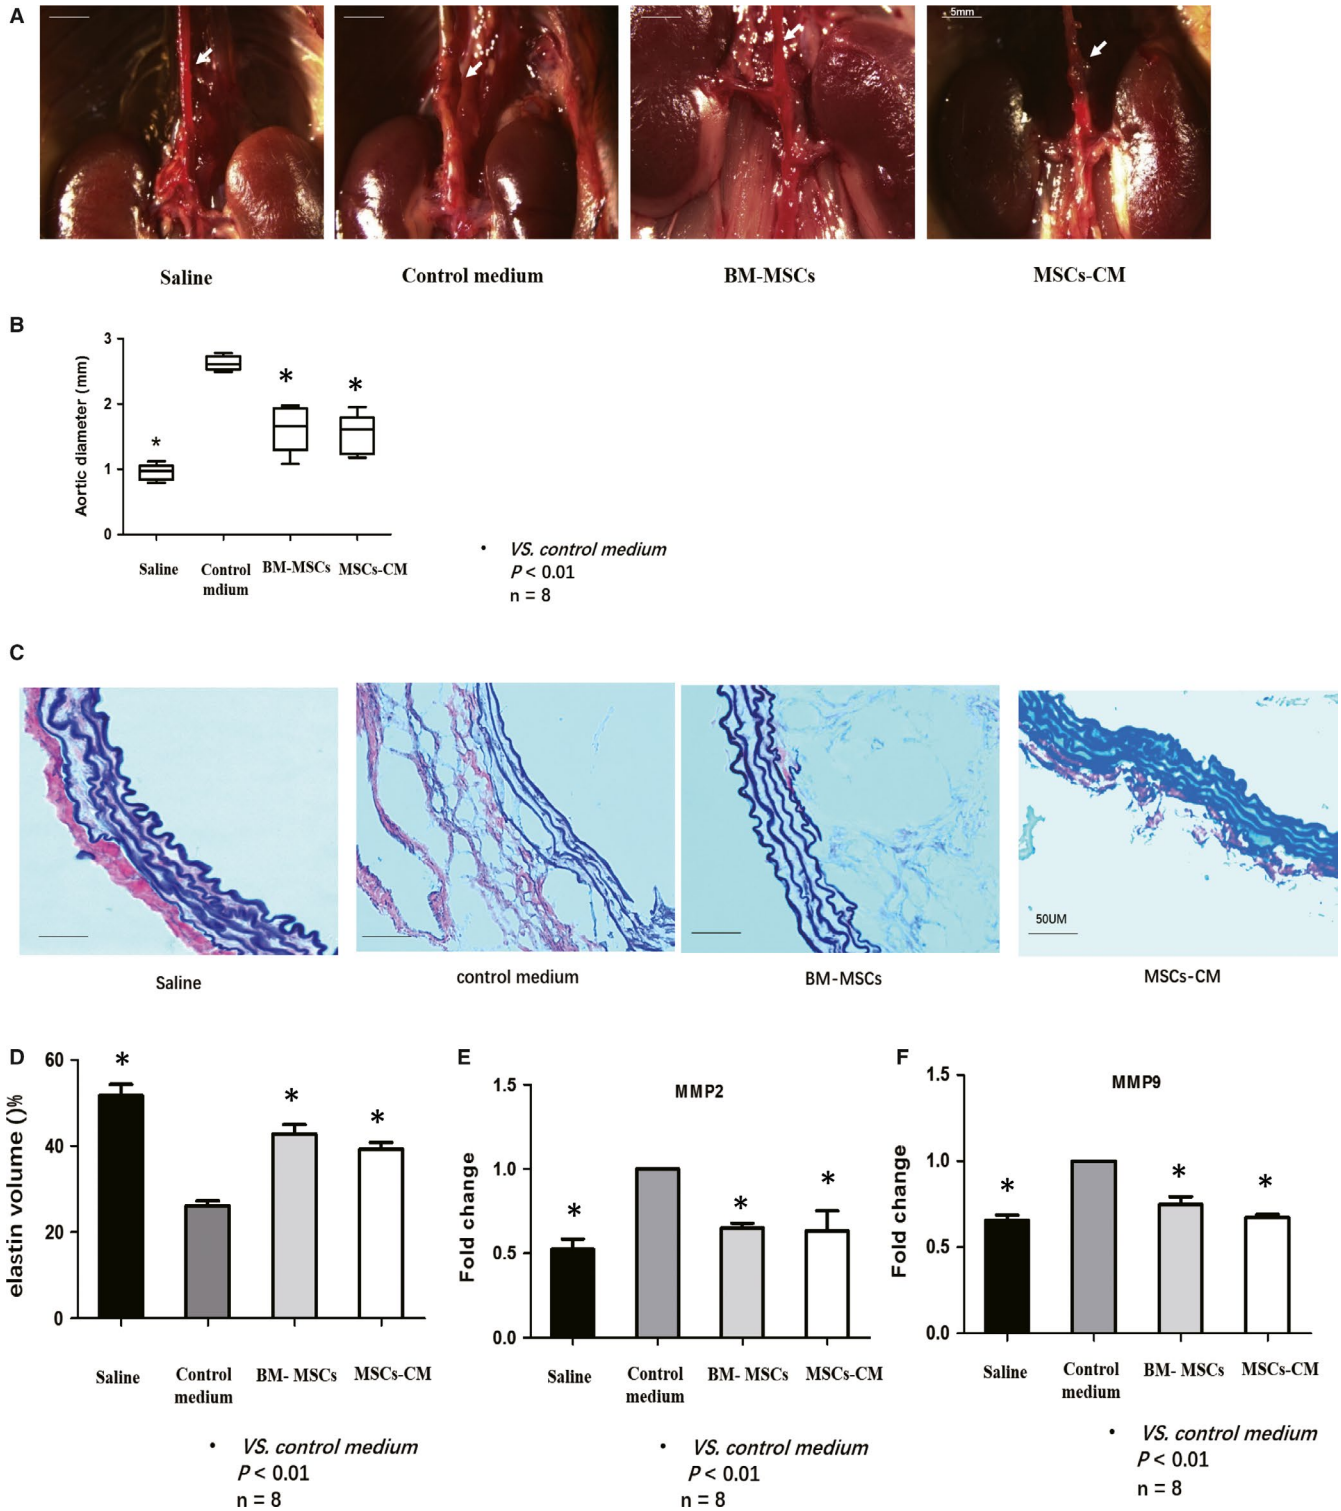 A
5mm
Saline
Control medium
BM-MSCs
MSCs-CM
B
Aortic diameter (mm)
3
2
1
0
*
*
*
Saline
Control
mdium
BM-MSCs
MSCs-CM
• VS. control medium
P < 0.01
n = 8
C
50UM
Saline
control medium
BM-MSCs
MSCs-CM
D
elastin volume ()%
60
40
20
0
*
*
*
Saline
Control
medium
BM- MSCs
MSCs-CM
• VS. control medium
P < 0.01
n = 8
E
MMP2
Fold change
1.5
1.0
0.5
0.0
*
*
*
Saline
Control
medium
BM- MSCs
MSCs-CM
• VS. control medium
P < 0.01
n = 8
F
MMP9
Fold change
1.5
1.0
0.5
0.0
*
*
*
Saline
Control
medium
BM- MSCs
MSCs-CM
• VS. control medium
P < 0.01
n = 8